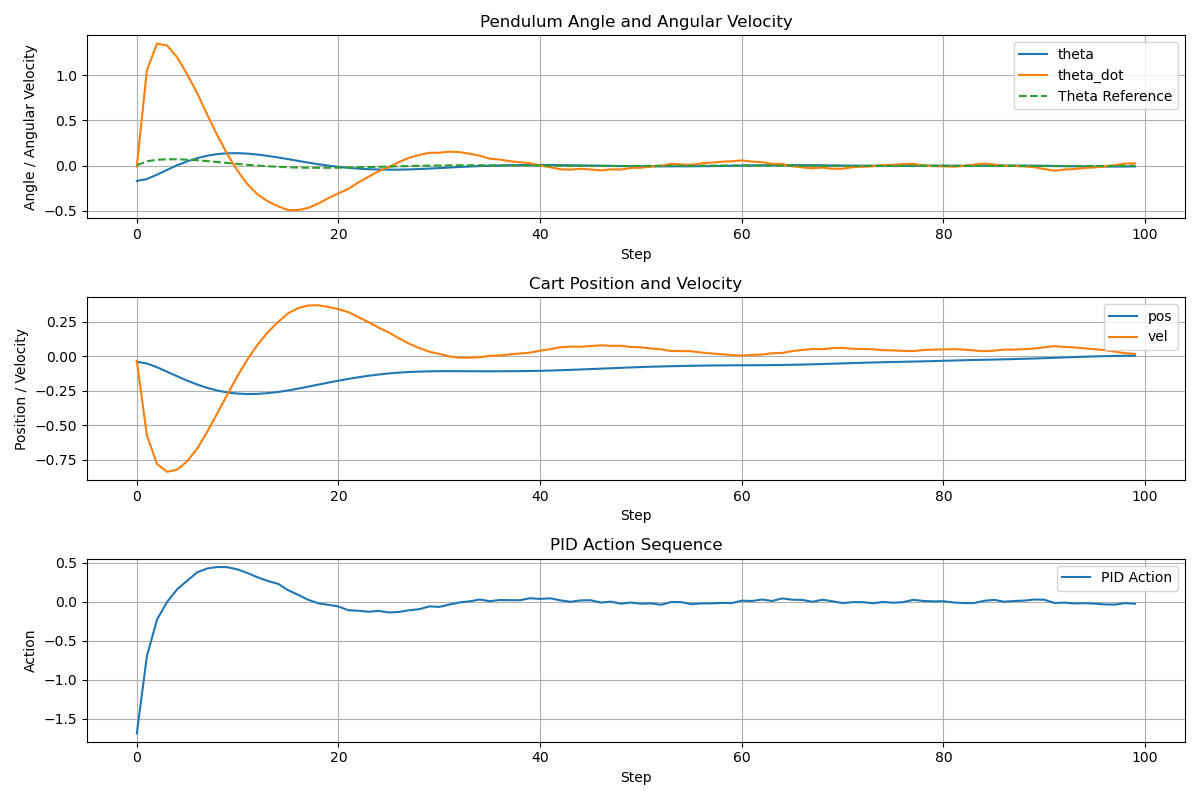 Pendulum Angle and Angular Velocity
Angle / Angular Velocity
1.0
0.5
0.0
−0.5
theta
theta_dot
Theta Reference
0 20 40 60 80 100
Step
Cart Position and Velocity
Position / Velocity
0.25
0.00
−0.25
−0.50
−0.75
pos
vel
0 20 40 60 80 100
Step
PID Action Sequence
Action
0.5
0.0
−0.5
−1.0
−1.5
PID Action
0 20 40 60 80 100
Step